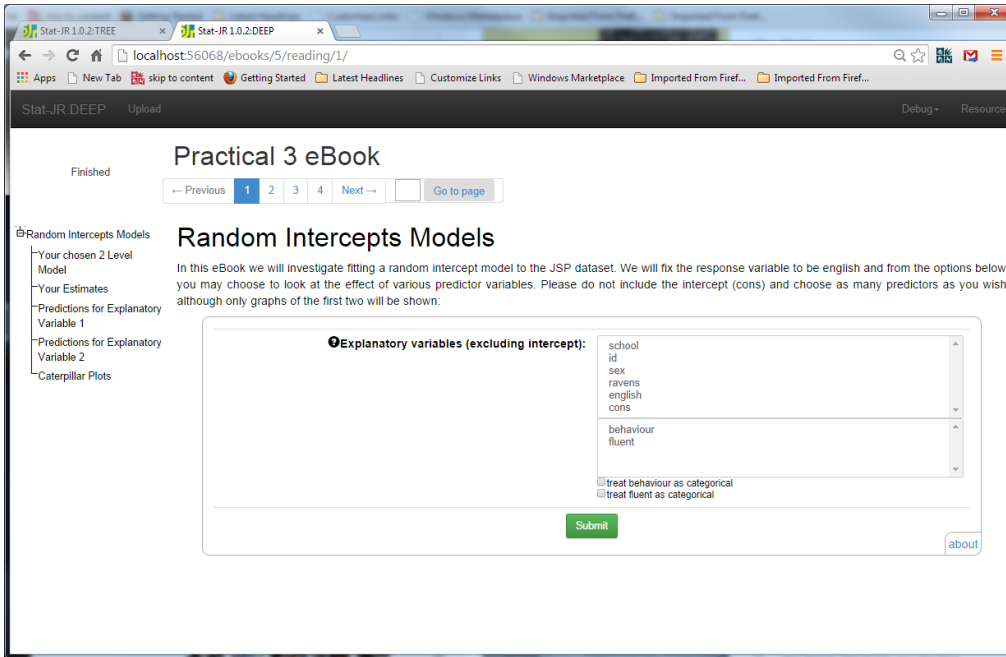 Stat-JR 1.0.2:TREE × Stat-JR 1.0.2:DEEP ×
localhost:56068/ebooks/5/reading/1/
Apps New Tab skip to content Getting Started Latest Headlines Customize Links Windows Marketplace Imported From Firef... Imported From Firef...
Stat-JR:DEEP Upload Debug Resource
Finished
Practical 3 eBook
← Previous 1 2 3 4 Next → Go to page
Random Intercepts Models
Your chosen 2 Level
Model
Your Estimates
Predictions for Explanatory
Variable 1
Predictions for Explanatory
Variable 2
Caterpillar Plots
Random Intercepts Models
In this eBook we will investigate fitting a random intercept model to the JSP dataset. We will fix the response variable to be english and from the options below
you may choose to look at the effect of various predictor variables. Please do not include the intercept (cons) and choose as many predictors as you wish
although only graphs of the first two will be shown:
Explanatory variables (excluding intercept):
school
id
sex
ravens
english
cons
behaviour
fluent
treat behaviour as categorical
treat fluent as categorical
Submit
about